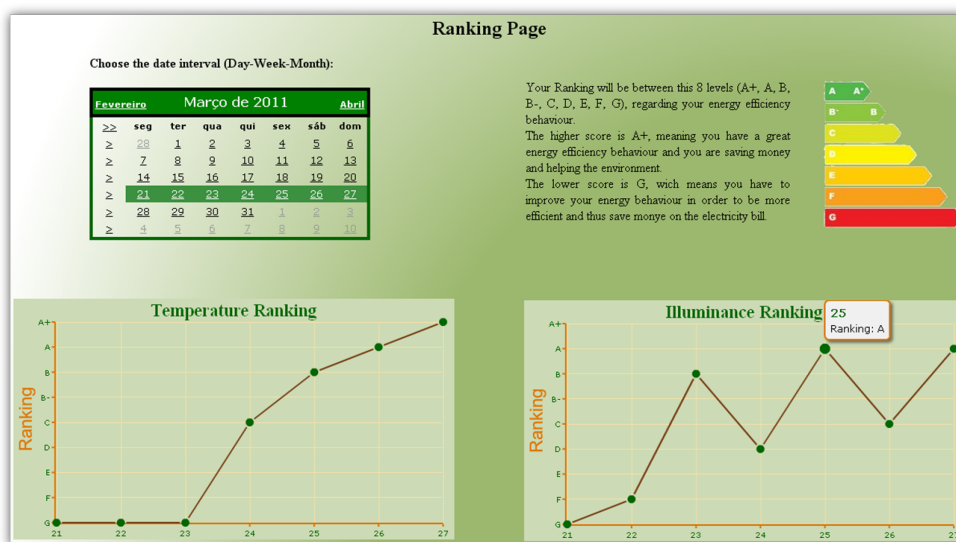 Ranking Page
Choose the date interval (Day-Week-Month):
Fevereiro Março de 2011 Abril
>> seg ter qua qui sex sáb dom
> 28 1 2 3 4 5 6
> 7 8 9 10 11 12 13
> 14 15 16 17 18 19 20
> 21 22 23 24 25 26 27
> 28 29 30 31 1 2 3
> 4 5 6 7 8 9 10
Your Ranking will be between this 8 levels (A+, A, B,
B-, C, D, E, F, G), regarding your energy efficiency
behaviour.
The higher score is A+, meaning you have a great
energy efficiency behaviour and you are saving money
and helping the environment.
The lower score is G, wich means you have to
improve your energy behaviour in order to be more
efficient and thus save monye on the electricity bill.
A A+
B- B
C
D
E
F
G
Temperature Ranking
Ranking
A+
A
B
B-
C
D
E
F
G
21 22 23 24 25 26 27
Illuminance Ranking
25
Ranking: A
Ranking
A+
A
B
B-
C
D
E
F
G
21 22 23 24 25 26 27